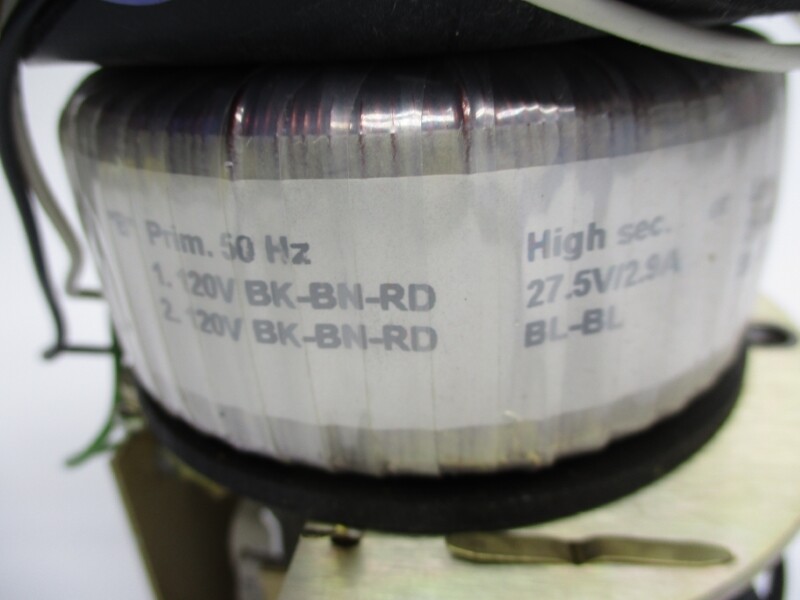 "B" Prim. 50 Hz
1. 120V BK-BN-RD
2. 120V BK-BN-RD
High sec.
27.5V/2.9A
BL-BL